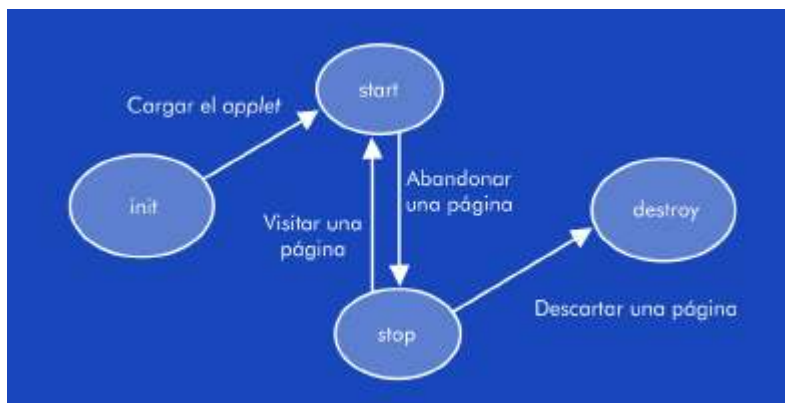 start
Cargar el applet
init
Abandonar
una página
Visitar una
página
destroy
Descartar una página
stop